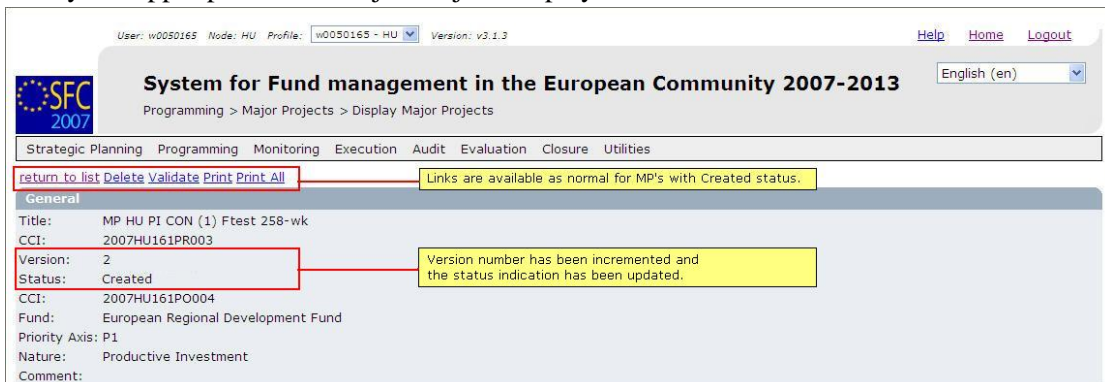 User: w0050165 Node: HU Profile: w0050165 - HU Version: v3.1.3 Help Home Logout
System for Fund management in the European Community 2007-2013 English (en)
SFC
2007
Programming > Major Projects > Display Major Projects
Strategic Planning Programming Monitoring Execution Audit Evaluation Closure Utilities
return to list Delete Validate Print Print All Links are available as normal for MP's with Created status.
General
Title: MP HU PI CON (1) Ftest 258-wk
CCI: 2007HU161PR003
Version: 2 Version number has been incremented and
Status: Created the status indication has been updated.
CCI: 2007HU161PO004
Fund: European Regional Development Fund
Priority Axis: P1
Nature: Productive Investment
Comment: